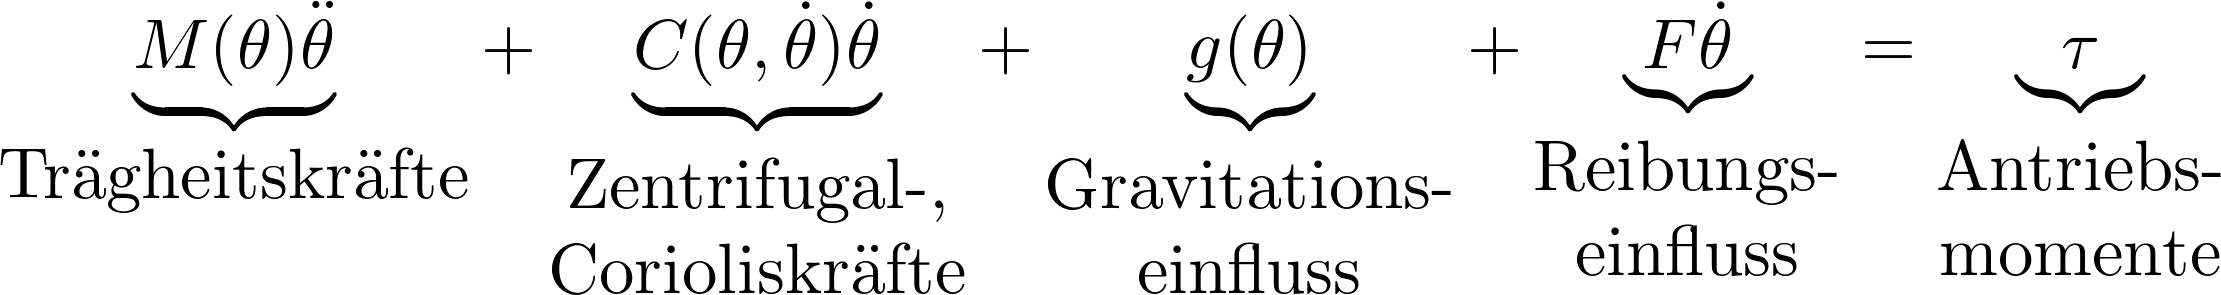 M(θ)θ̈ + C(θ, θ̇)θ̇ + g(θ) + Fθ̇ = τ
Trägheitskräfte
Zentrifugal-,
Corioliskräfte
Gravitations-
einfluss
Reibungs-
einfluss
Antriebs-
momente